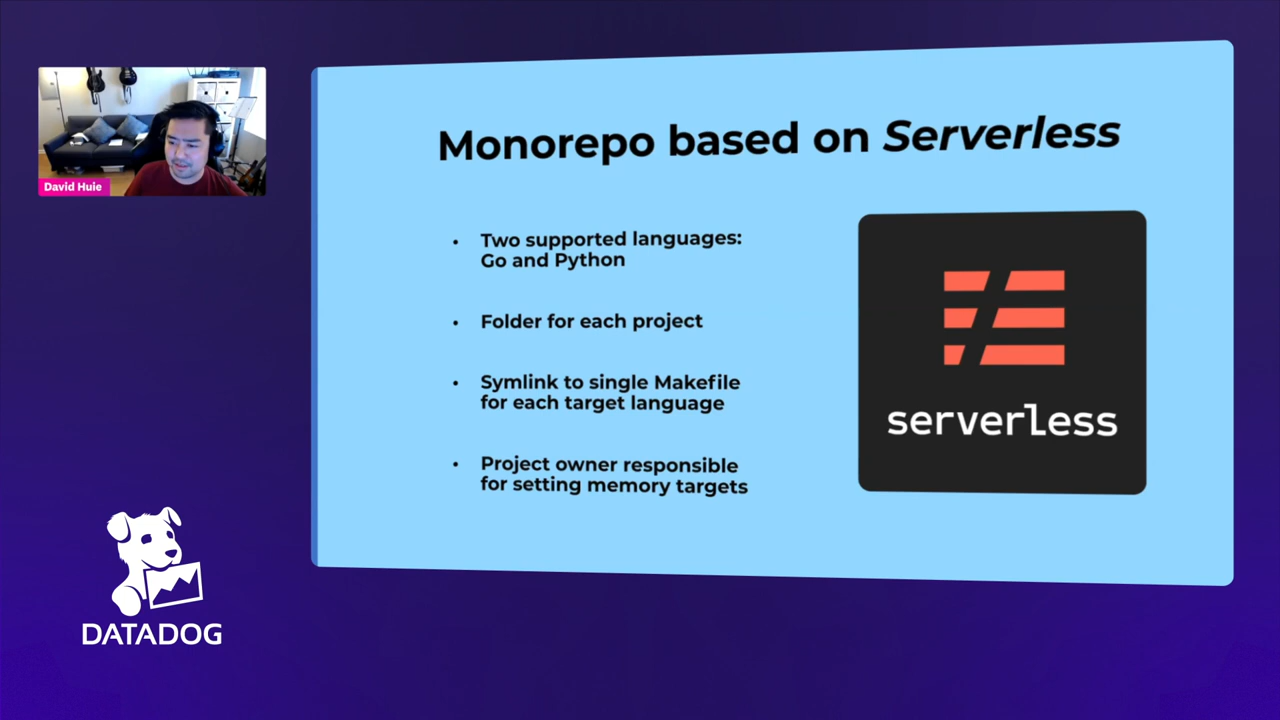 David Huie
Monorepo based on Serverless
• Two supported languages:
Go and Python
• Folder for each project
• Symlink to single Makefile
for each target language
• Project owner responsible
for setting memory targets
serverless
DATADOG